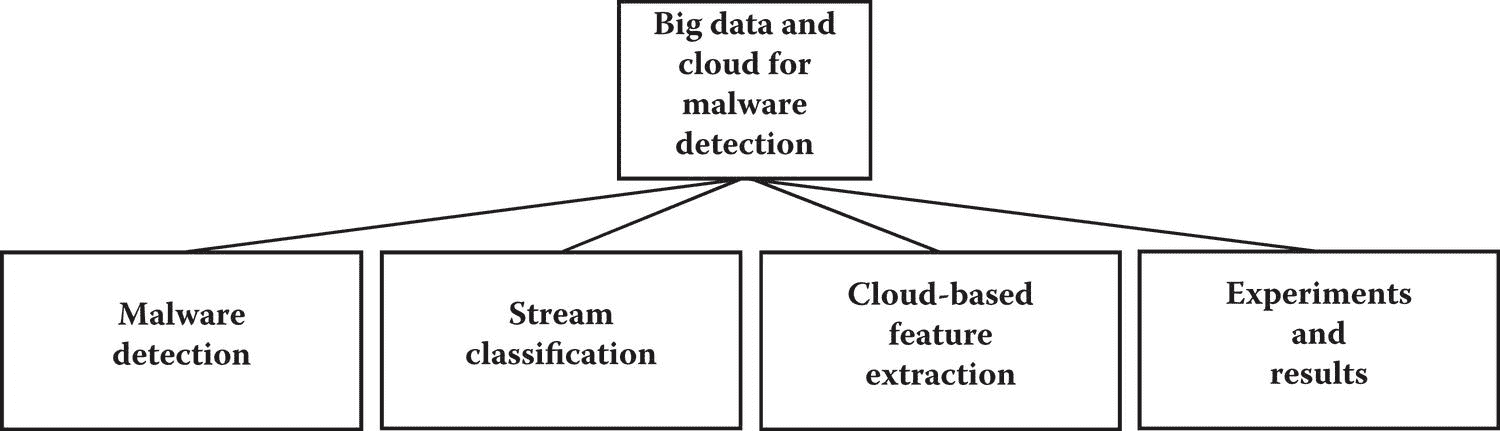 Big data and
cloud for
malware
detection
Malware
detection
Stream
classification
Cloud-based
feature
extraction
Experiments
and
results